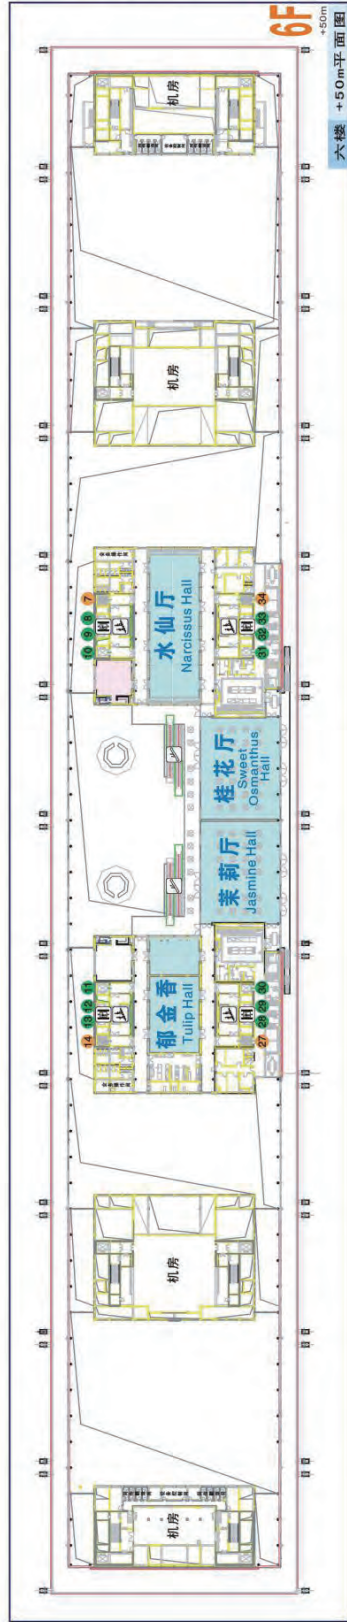 6F
+50m
六楼 +50m平面图
机房
机房
7
8
9
10
水仙厅
Narcissus Hall
34
33
32
31
桂花厅
Sweet
Osmanthus
Hall
茉莉厅
Jasmine Hall
11
12
13
14
郁金香
Tulip Hall
30
29
28
27
机房
机房